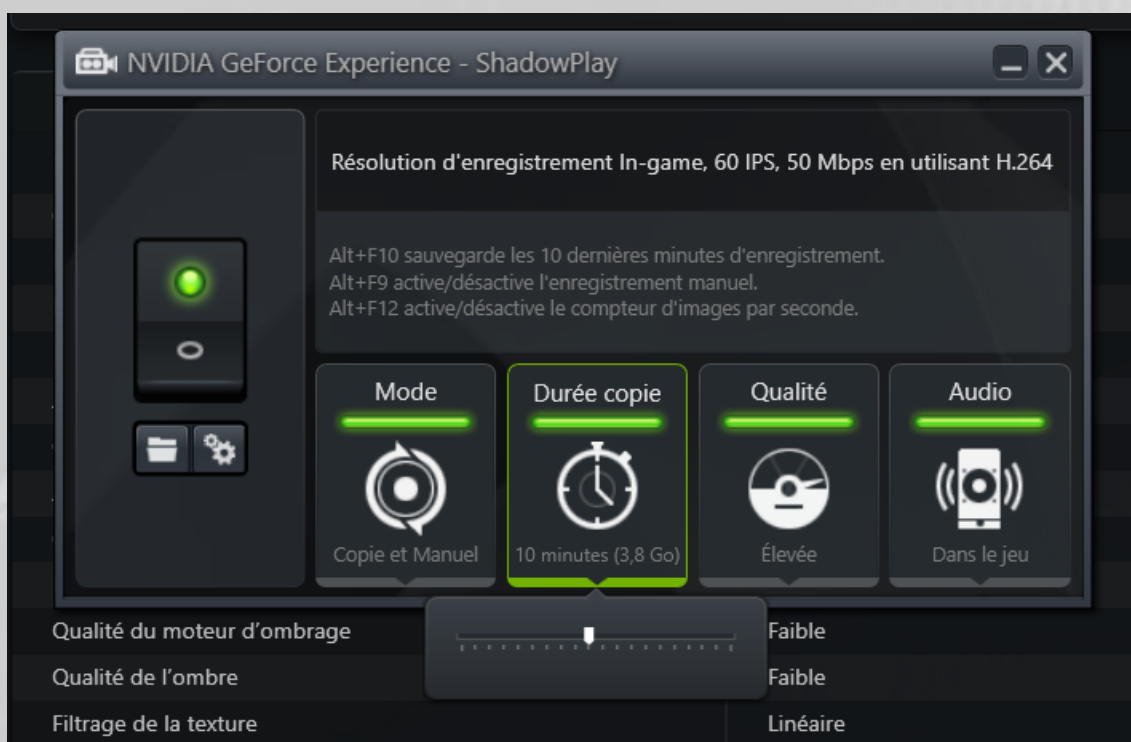 NVIDIA GeForce Experience - ShadowPlay
Résolution d'enregistrement In-game, 60 IPS, 50 Mbps en utilisant H.264
Alt+F10 sauvegarde les 10 dernières minutes d'enregistrement.
Alt+F9 active/désactive l'enregistrement manuel.
Alt+F12 active/désactive le compteur d'images par seconde.
Mode
Durée copie
Qualité
Audio
Copie et Manuel
10 minutes (3,8 Go)
Élevée
Dans le jeu
Qualité du moteur d’ombrage
Faible
Qualité de l’ombre
Faible
Filtrage de la texture
Linéaire